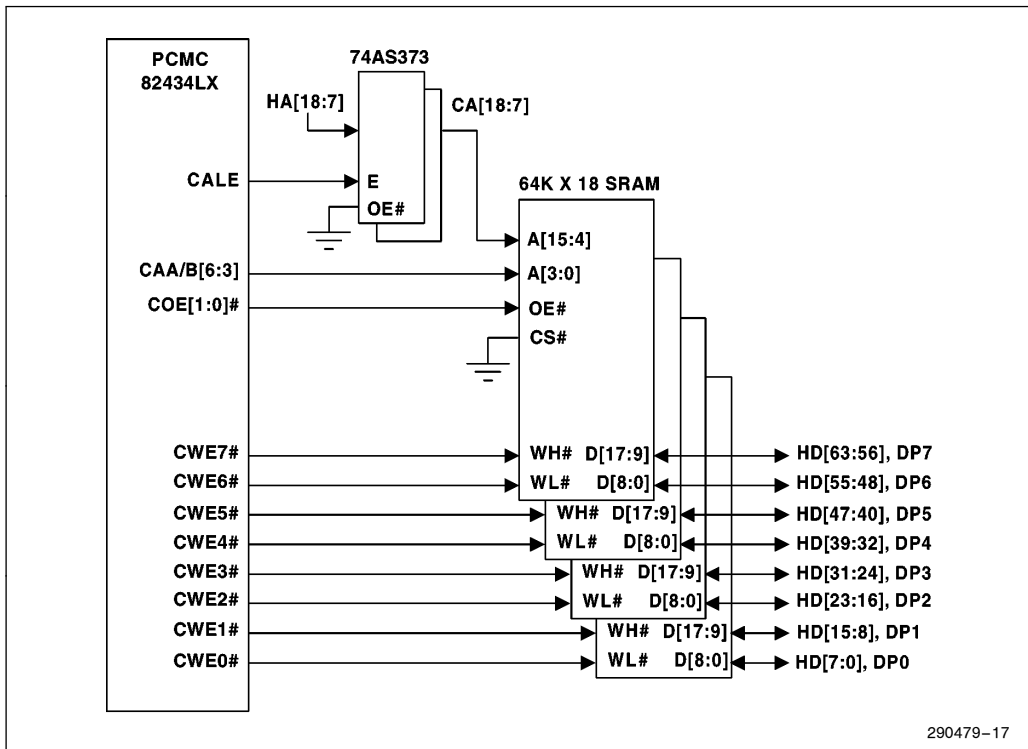 PCMC
82434LX
74AS373
HA[18:7]
CA[18:7]
CALE
E
OE#
64K X 18 SRAM
A[15:4]
CAA/B[6:3]
A[3:0]
COE[1:0]#
OE#
CS#
CWE7# WH# D[17:9] HD[63:56], DP7
CWE6# WL# D[8:0] HD[55:48], DP6
CWE5# WH# D[17:9] HD[47:40], DP5
CWE4# WL# D[8:0] HD[39:32], DP4
CWE3# WH# D[17:9] HD[31:24], DP3
CWE2# WL# D[8:0] HD[23:16], DP2
CWE1# WH# D[17:9] HD[15:8], DP1
CWE0# WL# D[8:0] HD[7:0], DP0
290479–17